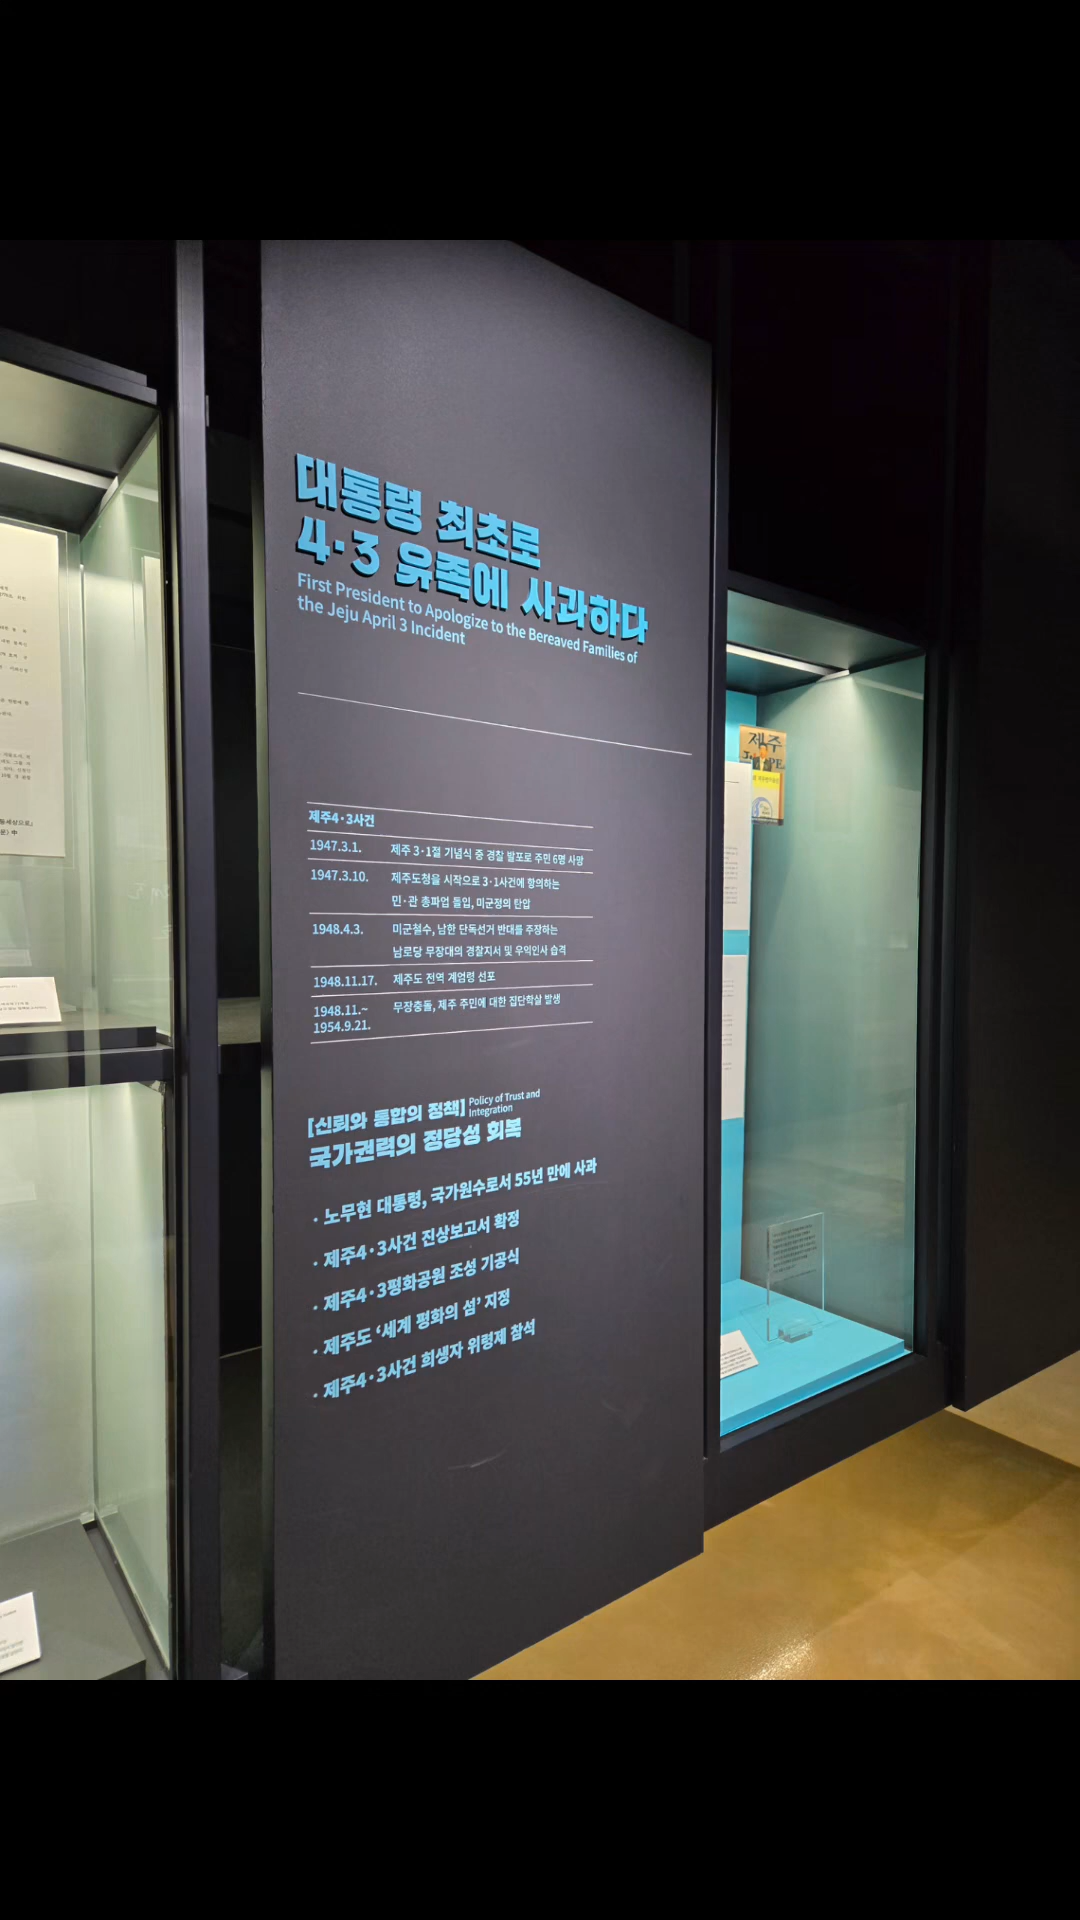 대통령 최초로
4·3 유족에 사과하다
First President to Apologize to the Bereaved Families of
the Jeju April 3 Incident
제주4·3사건
1947.3.1. 제주 3·1절 기념식 중 경찰 발포로 주민 6명 사망
1947.3.10. 제주도청을 시작으로 3·1사건에 항의하는
민·관 총파업 돌입, 미군정의 탄압
1948.4.3. 미군철수, 남한 단독선거 반대를 주장하는
남로당 무장대의 경찰지서 및 우익인사 습격
1948.11.17. 제주도 전역 계엄령 선포
1948.11.~ 무장충돌, 제주 주민에 대한 집단학살 발생
1954.9.21.
[신뢰와 통합의 정책] Policy of Trust and
Integration
국가권력의 정당성 회복
· 노무현 대통령, 국가원수로서 55년 만에 사과
· 제주4·3사건 진상보고서 확정
· 제주4·3평화공원 조성 기공식
· 제주도 ‘세계 평화의 섬’ 지정
· 제주4·3사건 희생자 위령제 참석
제주